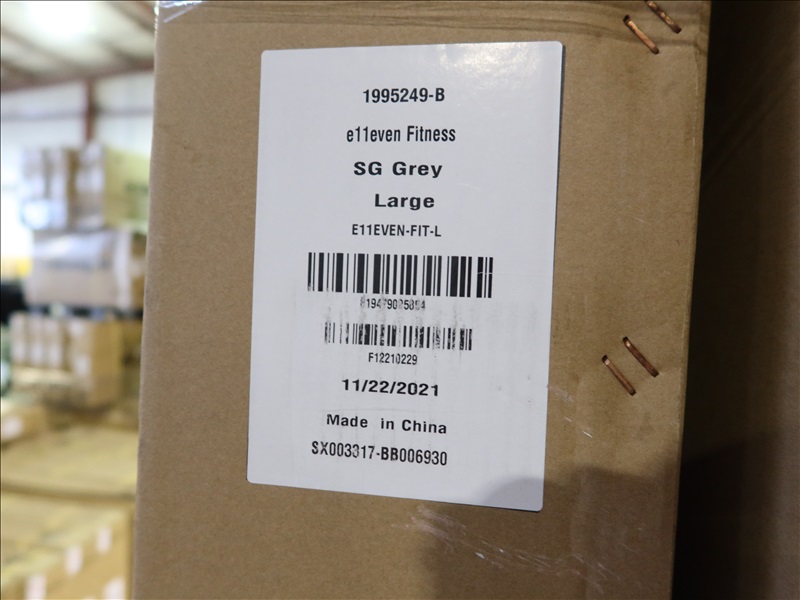 1995249-B
e11even Fitness
SG Grey
Large
E11EVEN-FIT-L
F12210229
11/22/2021
Made in China
SX003317-BB006930